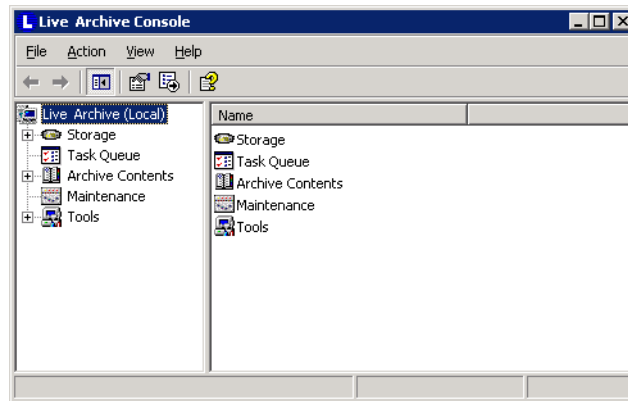 L Live Archive Console
File Action View Help
Live Archive (Local)
Storage
Task Queue
Archive Contents
Maintenance
Tools
Name
Storage
Task Queue
Archive Contents
Maintenance
Tools